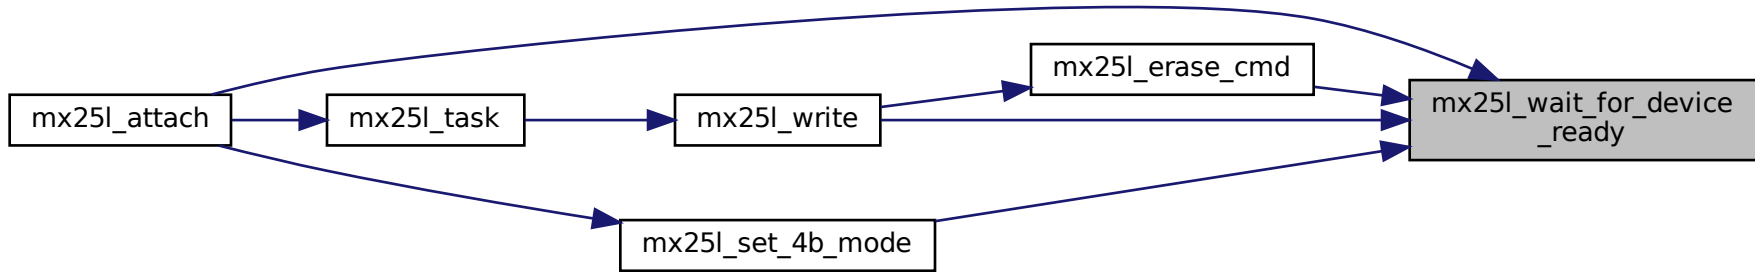 mx25l_attach
mx25l_task
mx25l_write
mx25l_erase_cmd
mx25l_wait_for_device
_ready
mx25l_set_4b_mode